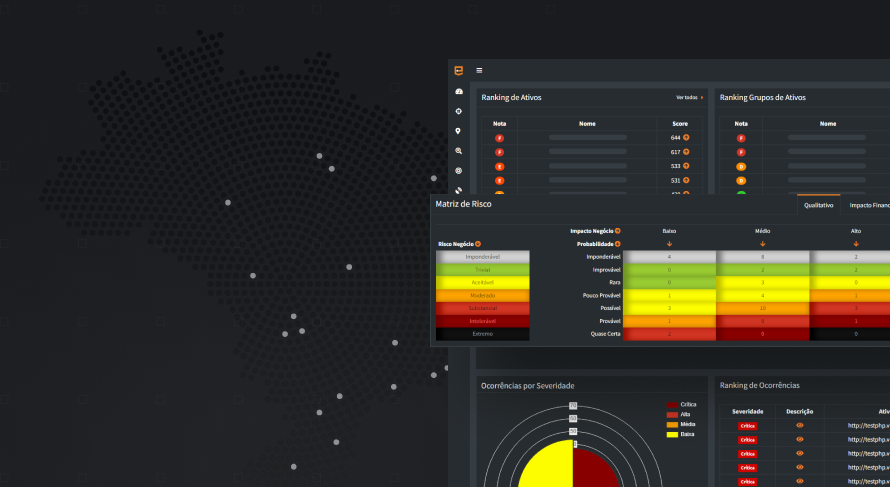 Ranking de Ativos
Ver todos
Ranking Grupos de Ativos
Nota Nome Score Nota Nome
F 644 F
F 617 F
E 533 D
E 531 D
Matriz de Risco
Qualitativo Impacto Financ
Impacto Negócio Baixo Médio Alto
Risco Negócio Probabilidade
Imponderável Imponderável 4 8 2
Trivial Improvável 0 2 2
Aceitável Rara 0 3 0
Moderado Pouco Provável 1 4 1
Substancial Possível 3 10 3
Intolerável Provável 1 3
Extremo Quase Certa 2 0 0
Ocorrências por Severidade
Ranking de Ocorrências
Crítica
Alta
Média
Baixa
Severidade Descrição Ativ
Crítica http://testphp.v
Crítica http://testphp.v
Crítica http://testphp.v
Crítica http://testphp.v
Crítica http://testphp.v